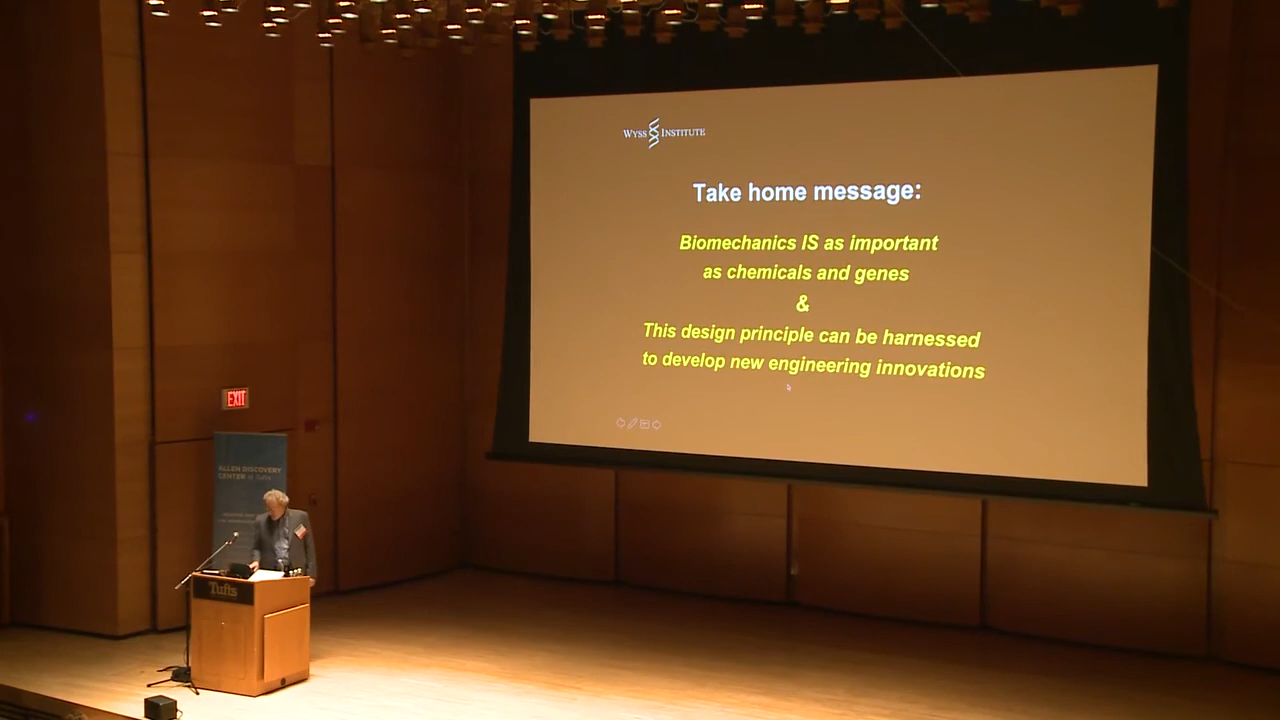 WYSS INSTITUTE
Take home message:
Biomechanics IS as important
as chemicals and genes
&
This design principle can be harnessed
to develop new engineering innovations
EXIT
ALLEN DISCOVERY
CENTER at Tufts
Tufts